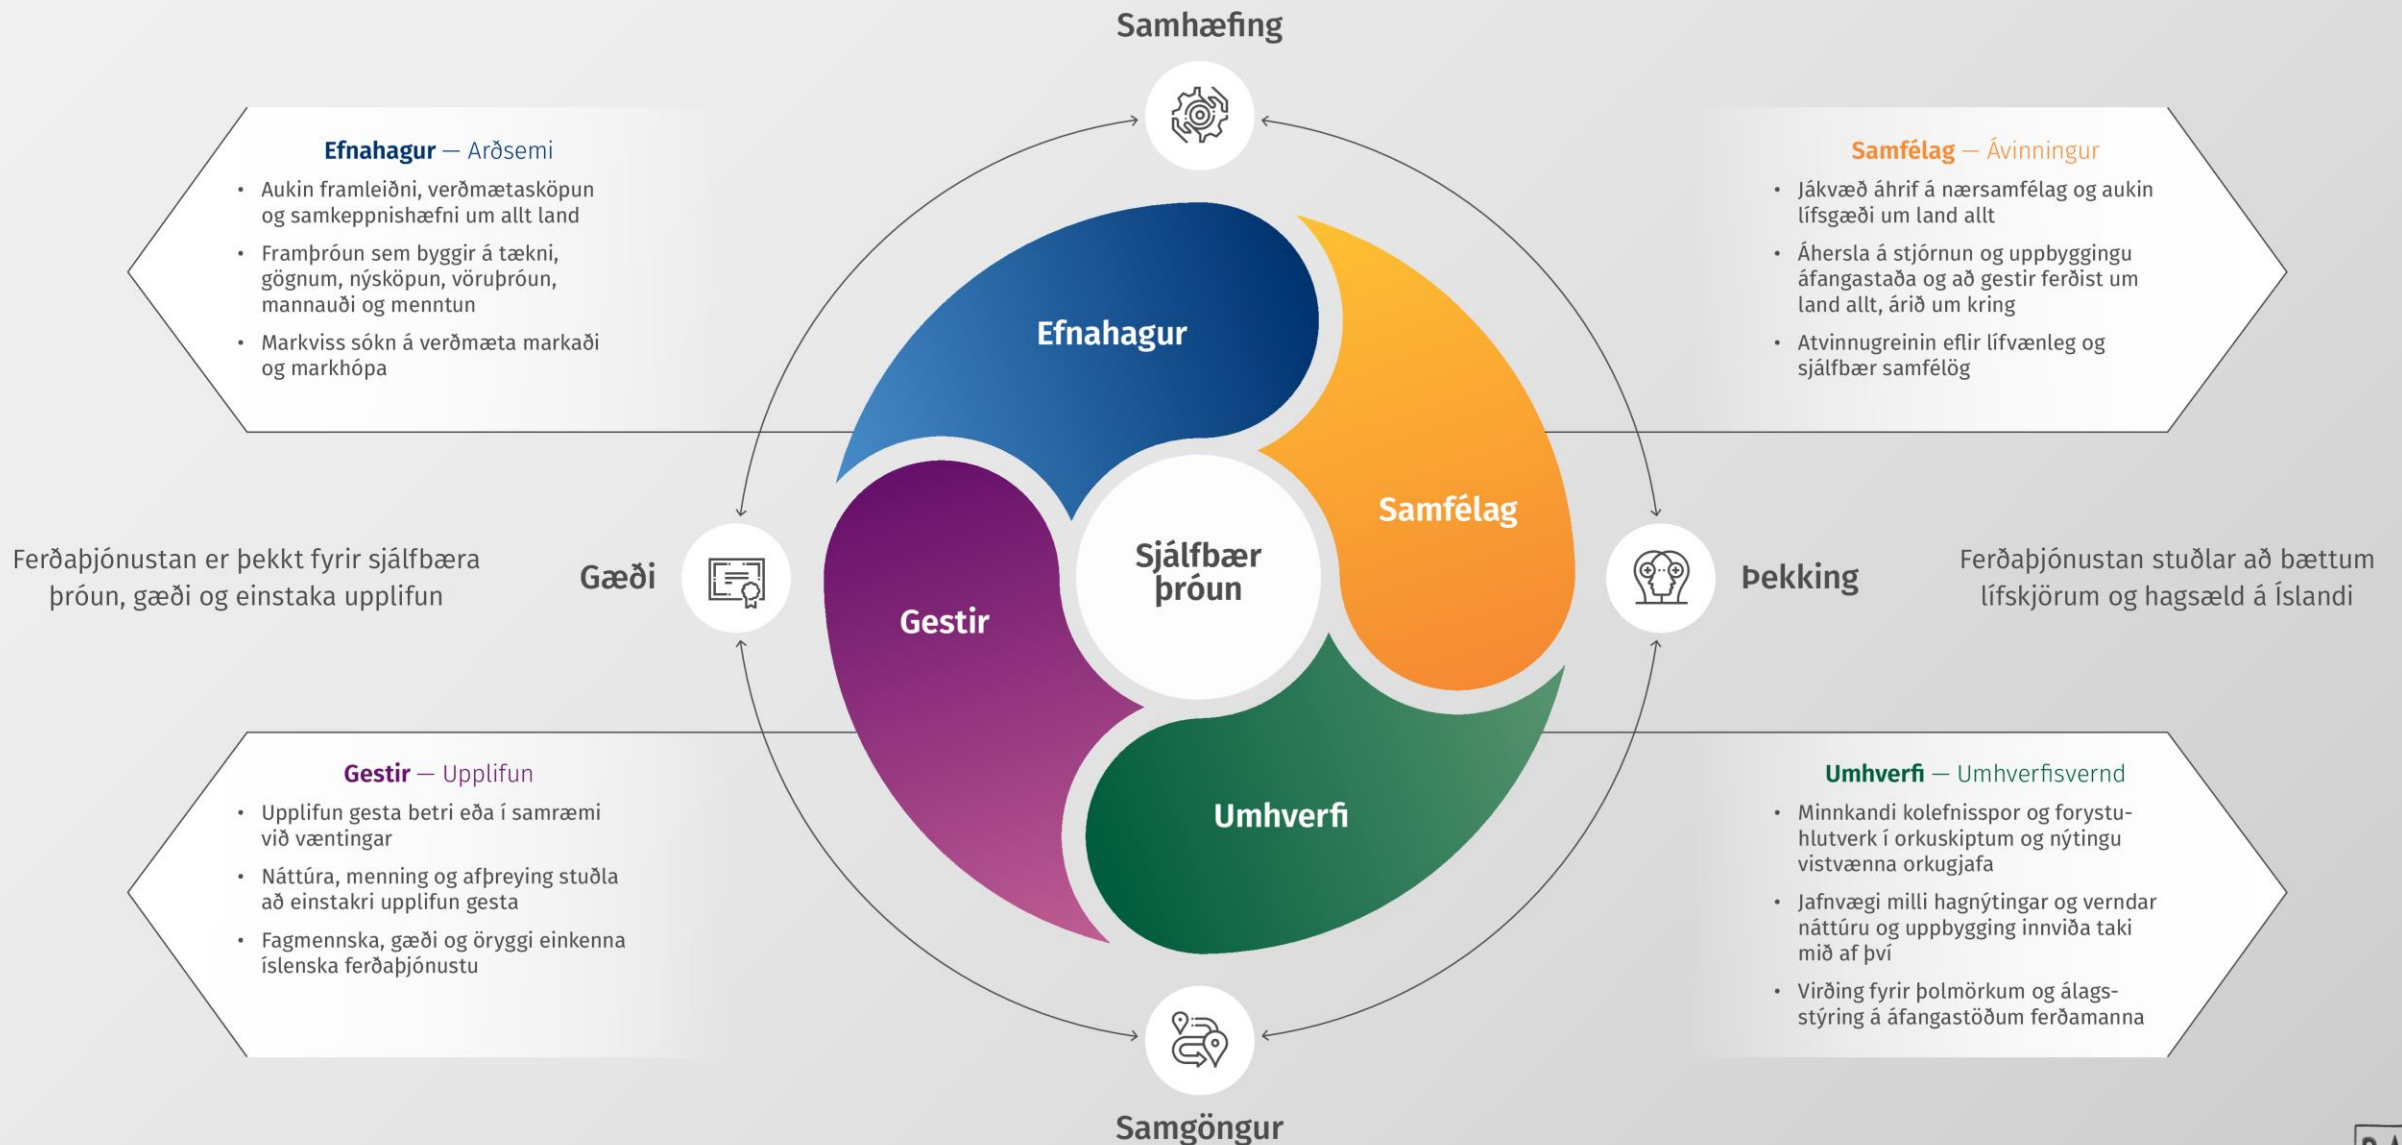 Samhæfing
Efnahagur — Arðsemi
• Aukin framleiðni, verðmætasköpun
og samkeppnishæfni um allt land
• Framþróun sem byggir á tækni,
gögnum, nýsköpun, vöruþróun,
mannauði og menntun
• Markviss sókn á verðmæta markaði
og markhópa
Samfélag — Ávinningur
• Jákvæð áhrif á nærsamfélag og aukin
lífsgæði um land allt
• Áhersla á stjórnun og uppbyggingu
áfangastaða og að gestir ferðist um
land allt, árið um kring
• Atvinnugreinin eflir lífvænleg og
sjálfbær samfélög
Efnahagur
Samfélag
Ferðaþjónustan er þekkt fyrir sjálfbæra
þróun, gæði og einstaka upplifun
Gæði
Sjálfbær
þróun
Þekking
Ferðaþjónustan stuðlar að bættum
lífskjörum og hagsæld á Íslandi
Gestir
Umhverfi
Gestir — Upplifun
• Upplifun gesta betri eða í samræmi
við væntingar
• Náttúra, menning og afþreying stuðla
að einstakri upplifun gesta
• Fagmennska, gæði og öryggi einkenna
íslenska ferðaþjónustu
Umhverfi — Umhverfisvernd
• Minnkandi kolefnisspor og forystu-
hlutverk í orkuskiptum og nýtingu
vistvænna orkugjafa
• Jafnvægi milli hagnýtingar og verndar
náttúru og uppbygging innviða taki
mið af því
• Virðing fyrir þolmörkum og álags-
stýring á áfangastöðum ferðamanna
Samgöngur